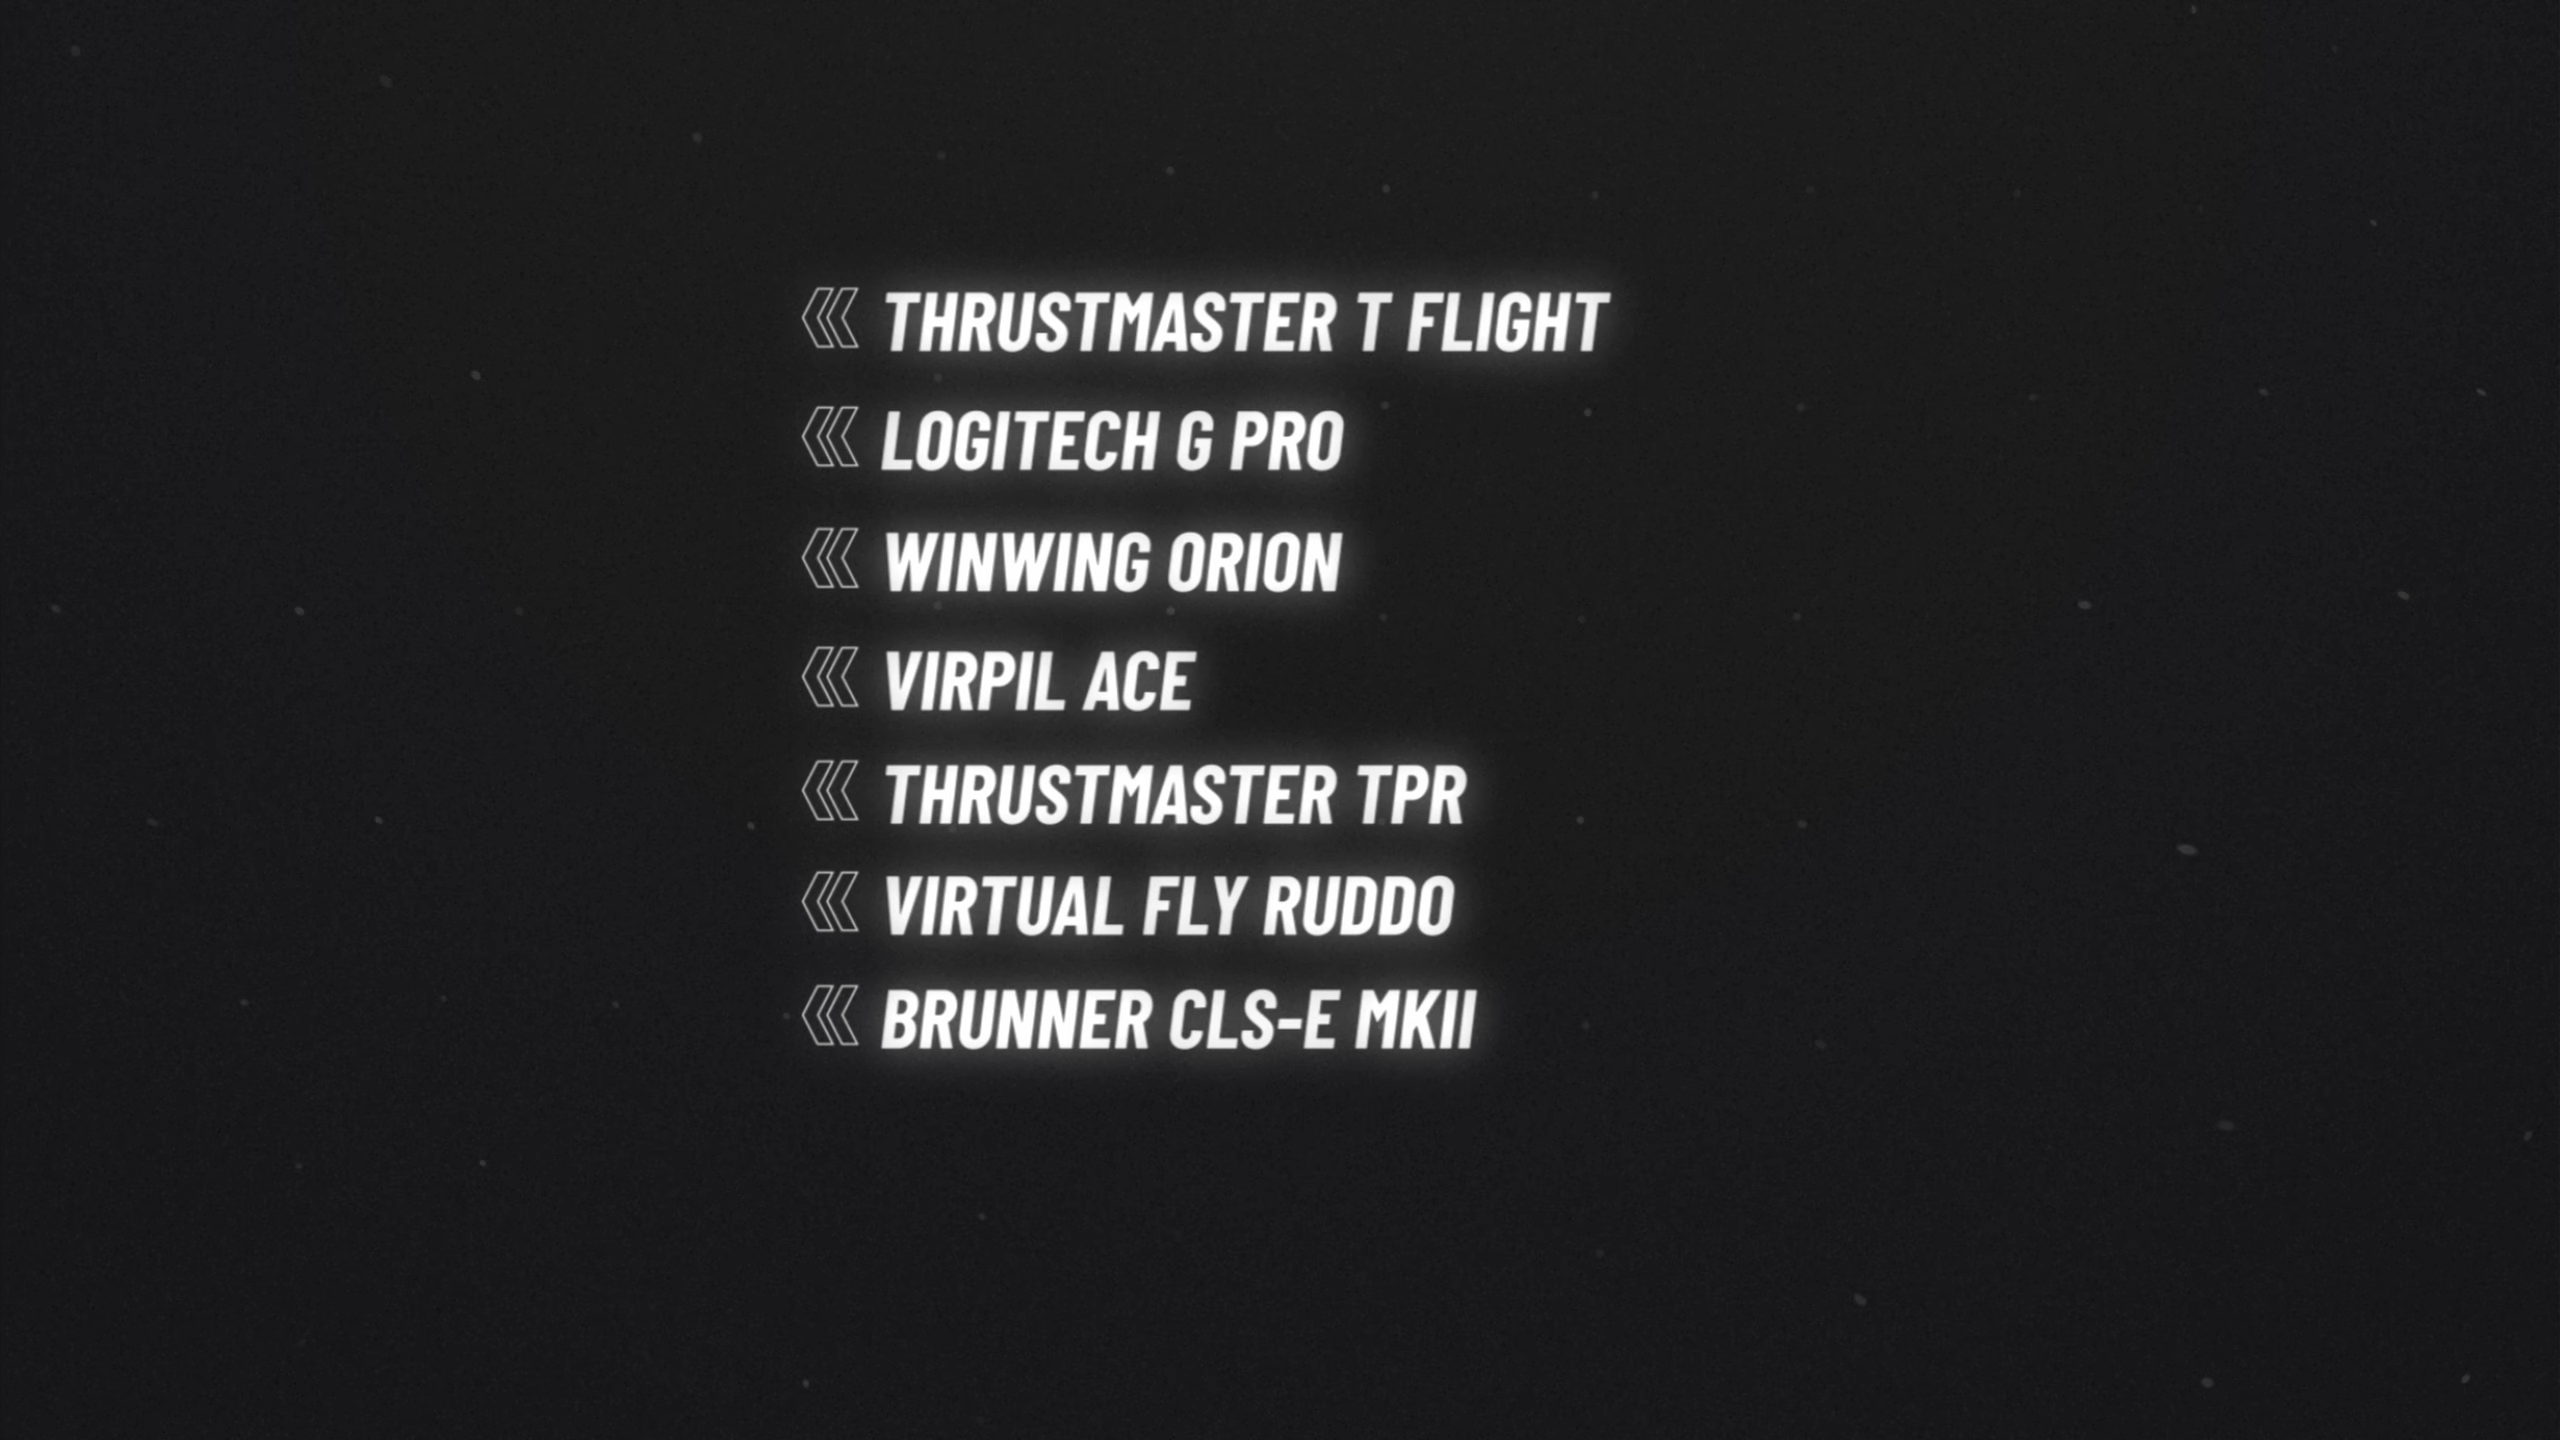 THRUSTMASTER T FLIGHT
LOGITECH G PRO
WINWING ORION
VIRPIL ACE
THRUSTMASTER TPR
VIRTUAL FLY RUDDO
BRUNNER CLS-E MKII